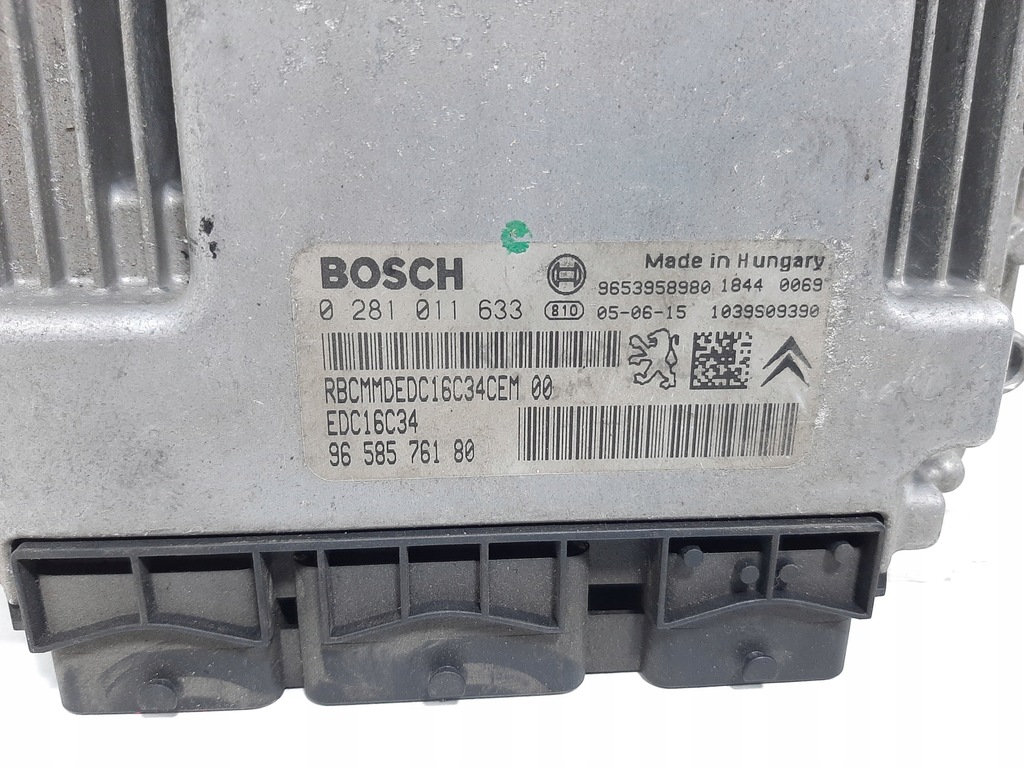 BOSCH
Made in Hungary
9653958980 1844 0069
0 281 011 633 810 05-06-15 1039S09390
RBCMMDEDC16C34CEM 00
EDC16C34
96 585 761 80